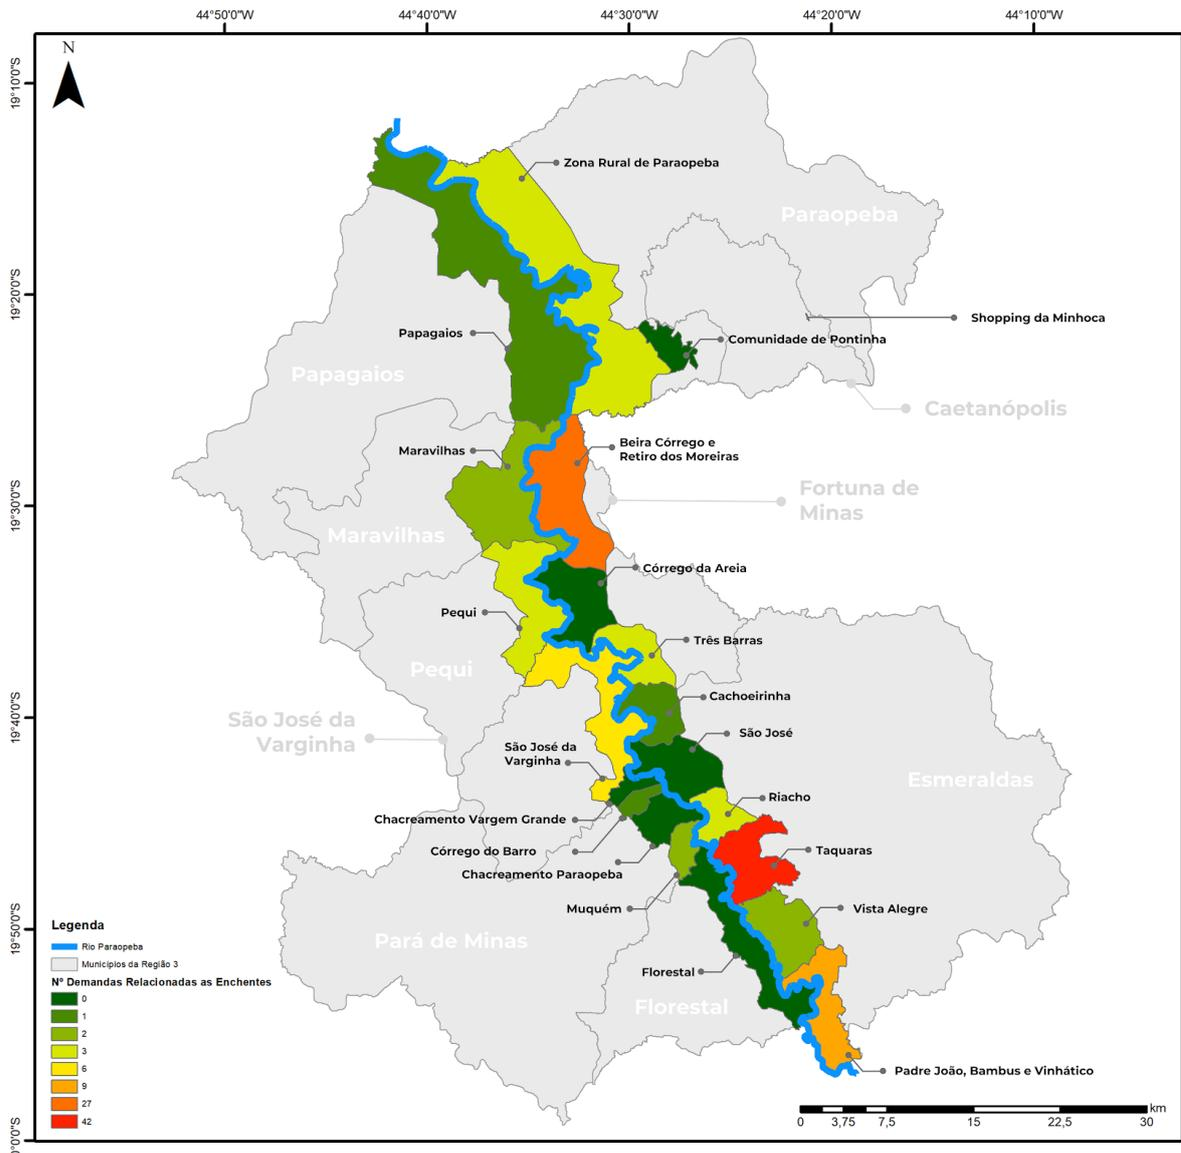 44°50'0"W 44°40'0"W 44°30'0"W 44°20'0"W 44°10'0"W
N
19°10'0"S
Zona Rural de Paraopeba
Paraopeba
19°20'0"S
Shopping da Minhoca
Papagaios
Comunidade de Pontinha
Papagaios
Caetanópolis
Maravilhas
Beira Córrego e
Retiro dos Moreiras
Fortuna de
Minas
19°30'0"S
Maravilhas
Córrego da Areia
Pequi
Três Barras
Pequi
Cachoeirinha
19°40'0"S
São José da
Varginha
São José
São José da
Varginha
Esmeraldas
Riacho
Chacreamento Vargem Grande
Córrego do Barro
Taquaras
Chacreamento Paraopeba
Muquém
Vista Alegre
19°50'0"S
Pará de Minas
Florestal
Florestal
Padre João, Bambus e Vinhático
Legenda
Rio Paraopeba
Municípios da Região 3
Nº Demandas Relacionadas as Enchentes
0
1
2
3
6
9
27
42
km
0 3,75 7,5 15 22,5 30
°0'0"S